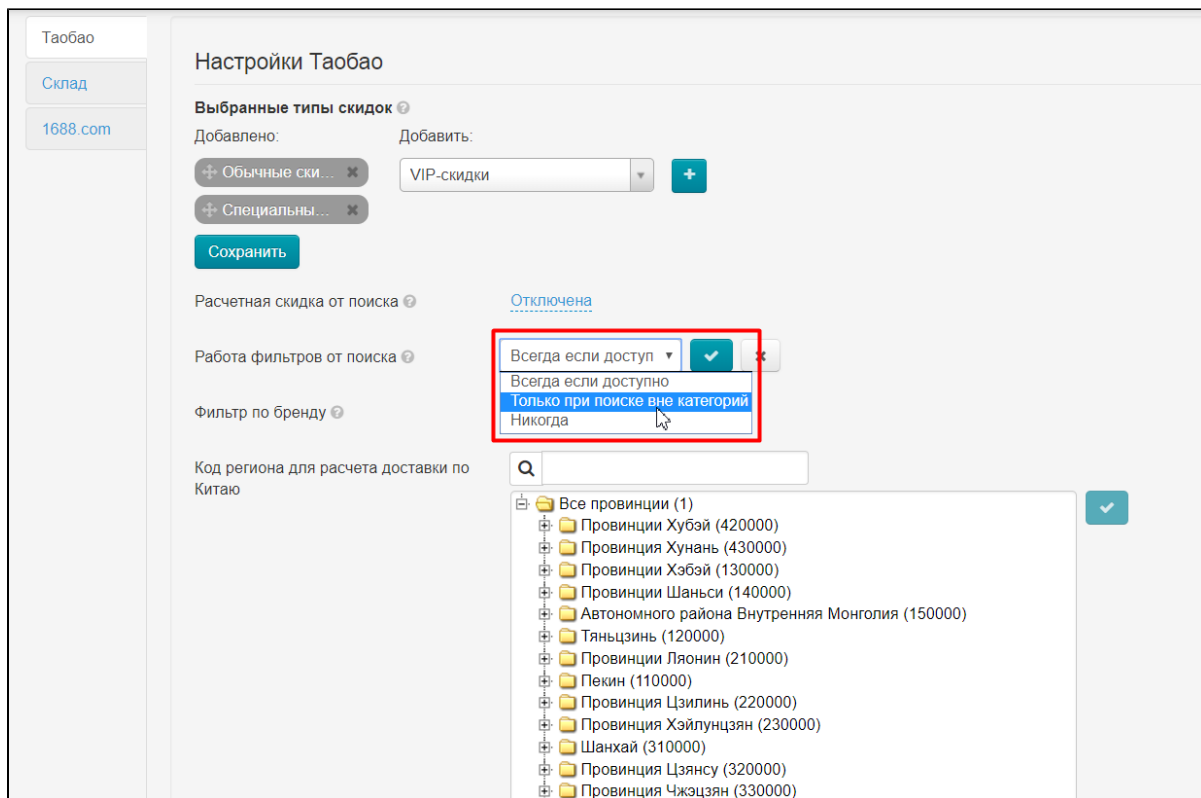 Таобао
Склад
1688.com
Настройки Таобао
Выбранные типы скидок
Добавлено:
Добавить:
Обычные ски...
VIP-скидки
Специальны...
Сохранить
Расчетная скидка от поиска
Отключена
Работа фильтров от поиска
Всегда если доступ
Всегда если доступно
Только при поиске вне категорий
Никогда
Фильтр по бренду
Код региона для расчета доставки по
Китаю
Все провинции (1)
Провинции Хубэй (420000)
Провинция Хунань (430000)
Провинции Хэбэй (130000)
Провинции Шаньси (140000)
Автономного района Внутренняя Монголия (150000)
Тяньцзинь (120000)
Провинции Ляонин (210000)
Пекин (110000)
Провинция Цзилинь (220000)
Провинция Хэйлунцзян (230000)
Шанхай (310000)
Провинция Цзянсу (320000)
Провинция Чжэцзян (330000)